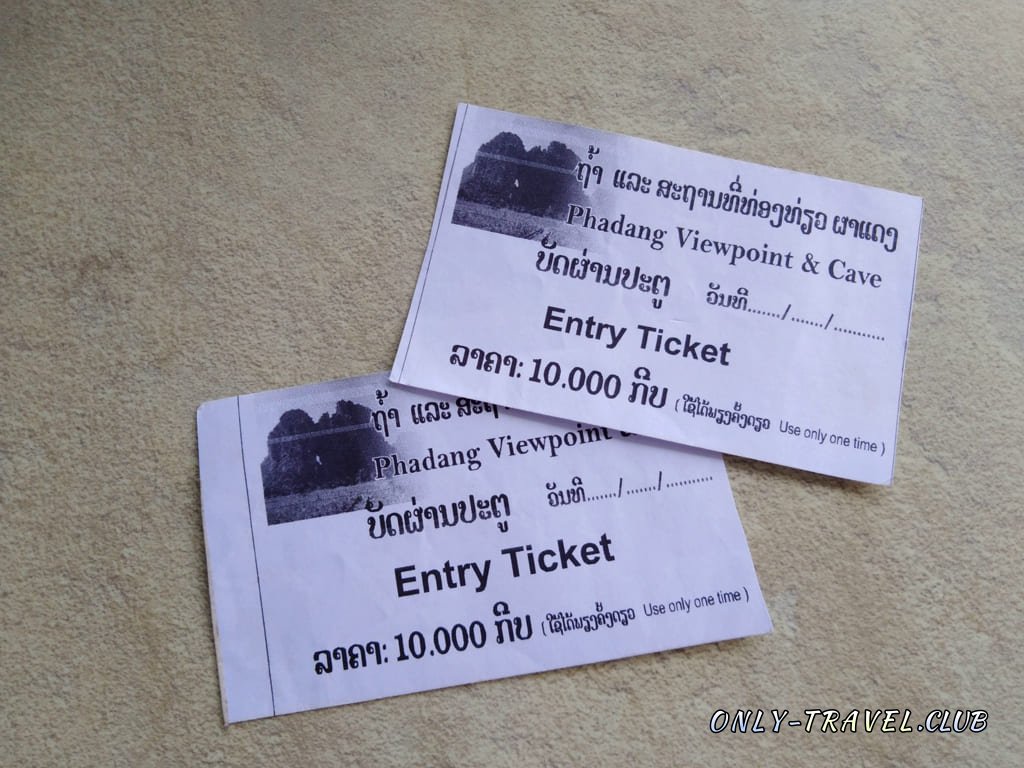 ຖ້ຳ ແລະ ສະຖານທີ່ທ່ອງທ່ຽວ ຜາແດງ
Phadang Viewpoint & Cave
ບັດຜ່ານປະຕູ ວັນທີ......./......./...........
Entry Ticket
ລາຄາ: 10.000 ກີບ ( ໃຊ້ໄດ້ພຽງຄັ້ງດຽວ Use only one time )
ຖ້ຳ ແລະ
Phadang Viewpoint
ບັດຜ່ານປະຕູ ວັນທີ......./......./...........
Entry Ticket
ລາຄາ: 10.000 ກີບ ( ໃຊ້ໄດ້ພຽງຄັ້ງດຽວ Use only one time )
ONLY-TRAVEL.CLUB